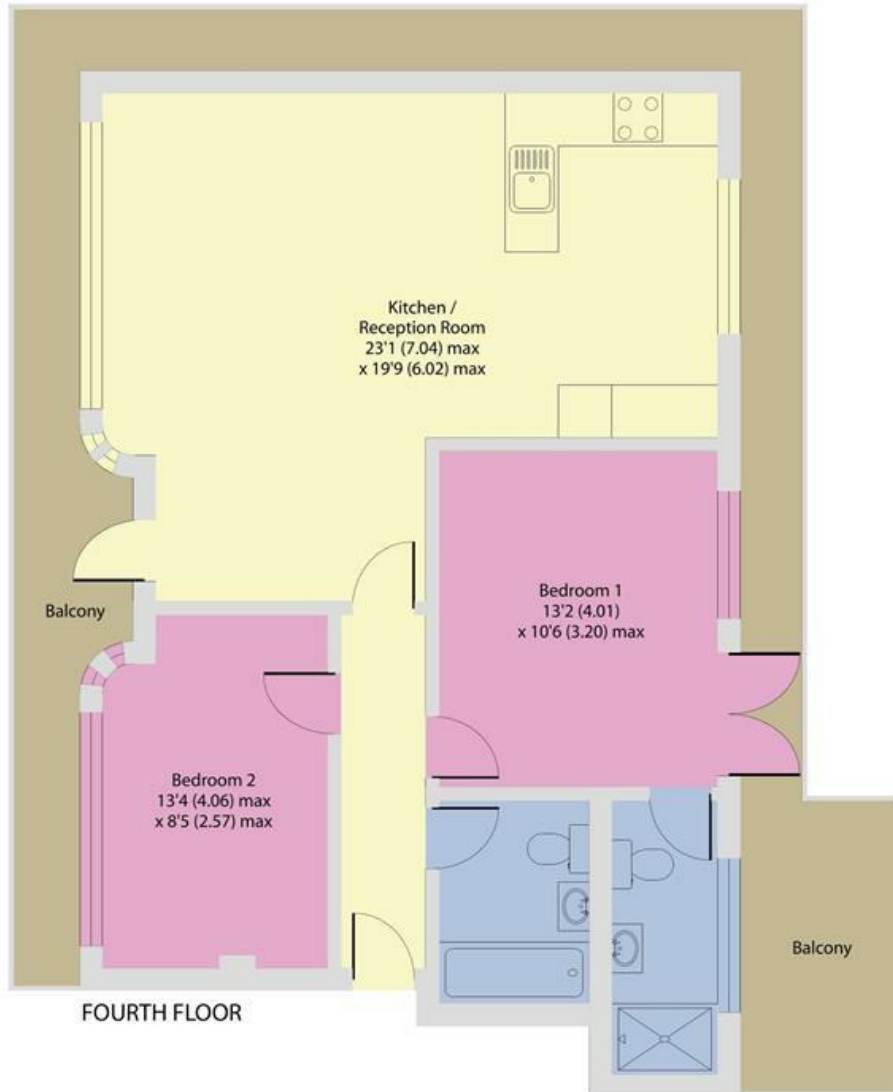 Kitchen /
Reception Room
23'1 (7.04) max
x 19'9 (6.02) max
Bedroom 1
13'2 (4.01)
x 10'6 (3.20) max
Balcony
Bedroom 2
13'4 (4.06) max
x 8'5 (2.57) max
Balcony
FOURTH FLOOR